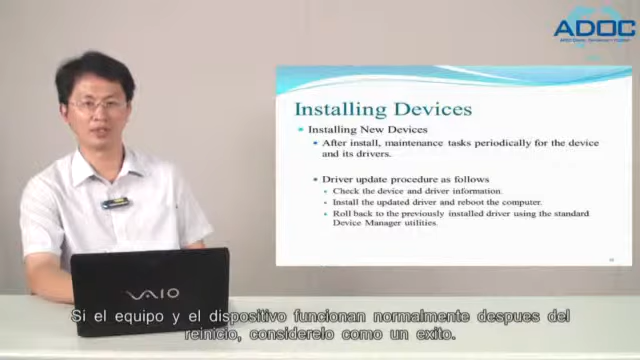 ADOC
Installing Devices
Installing New Devices
After install, maintenance tasks periodically for the device
and its drivers.
Driver update procedure as follows
Check the device and driver information.
Install the updated driver and reboot the computer.
Roll back to the previously installed driver using the standard
Device Manager utilities.
VAIO
Si el equipo y el dispositivo funcionan normalmente despues del
reinicio, considerelo como un exito.